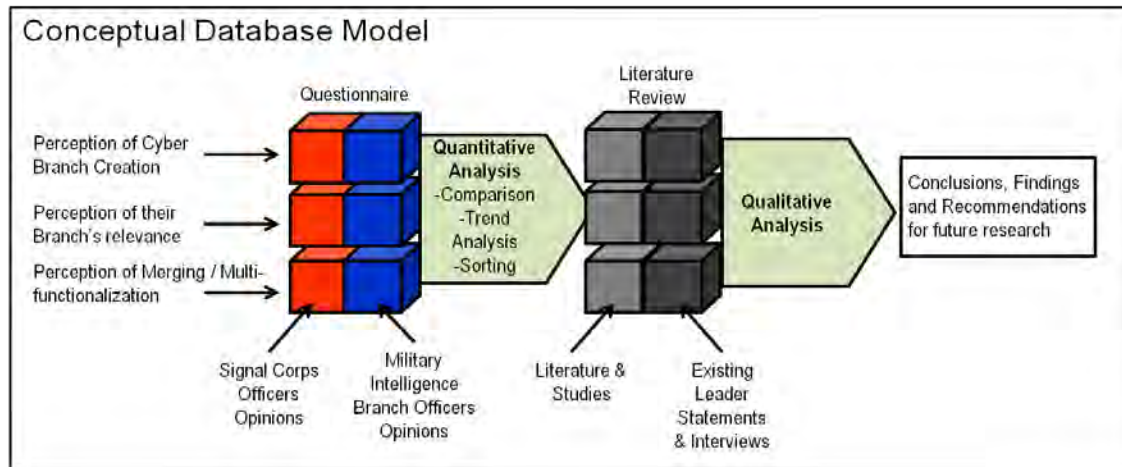 Conceptual Database Model
Questionnaire
Literature
Review
Perception of Cyber
Branch Creation
Perception of their
Branch's relevance
Perception of Merging / Multi-
functionalization
Quantitative
Analysis
-Comparison
-Trend
Analysis
-Sorting
Qualitative
Analysis
Conclusions, Findings
and Recommendations
for future research
Signal Corps
Officers
Opinions
Military
Intelligence
Branch Officers
Opinions
Literature &
Studies
Existing
Leader
Statements
& Interviews